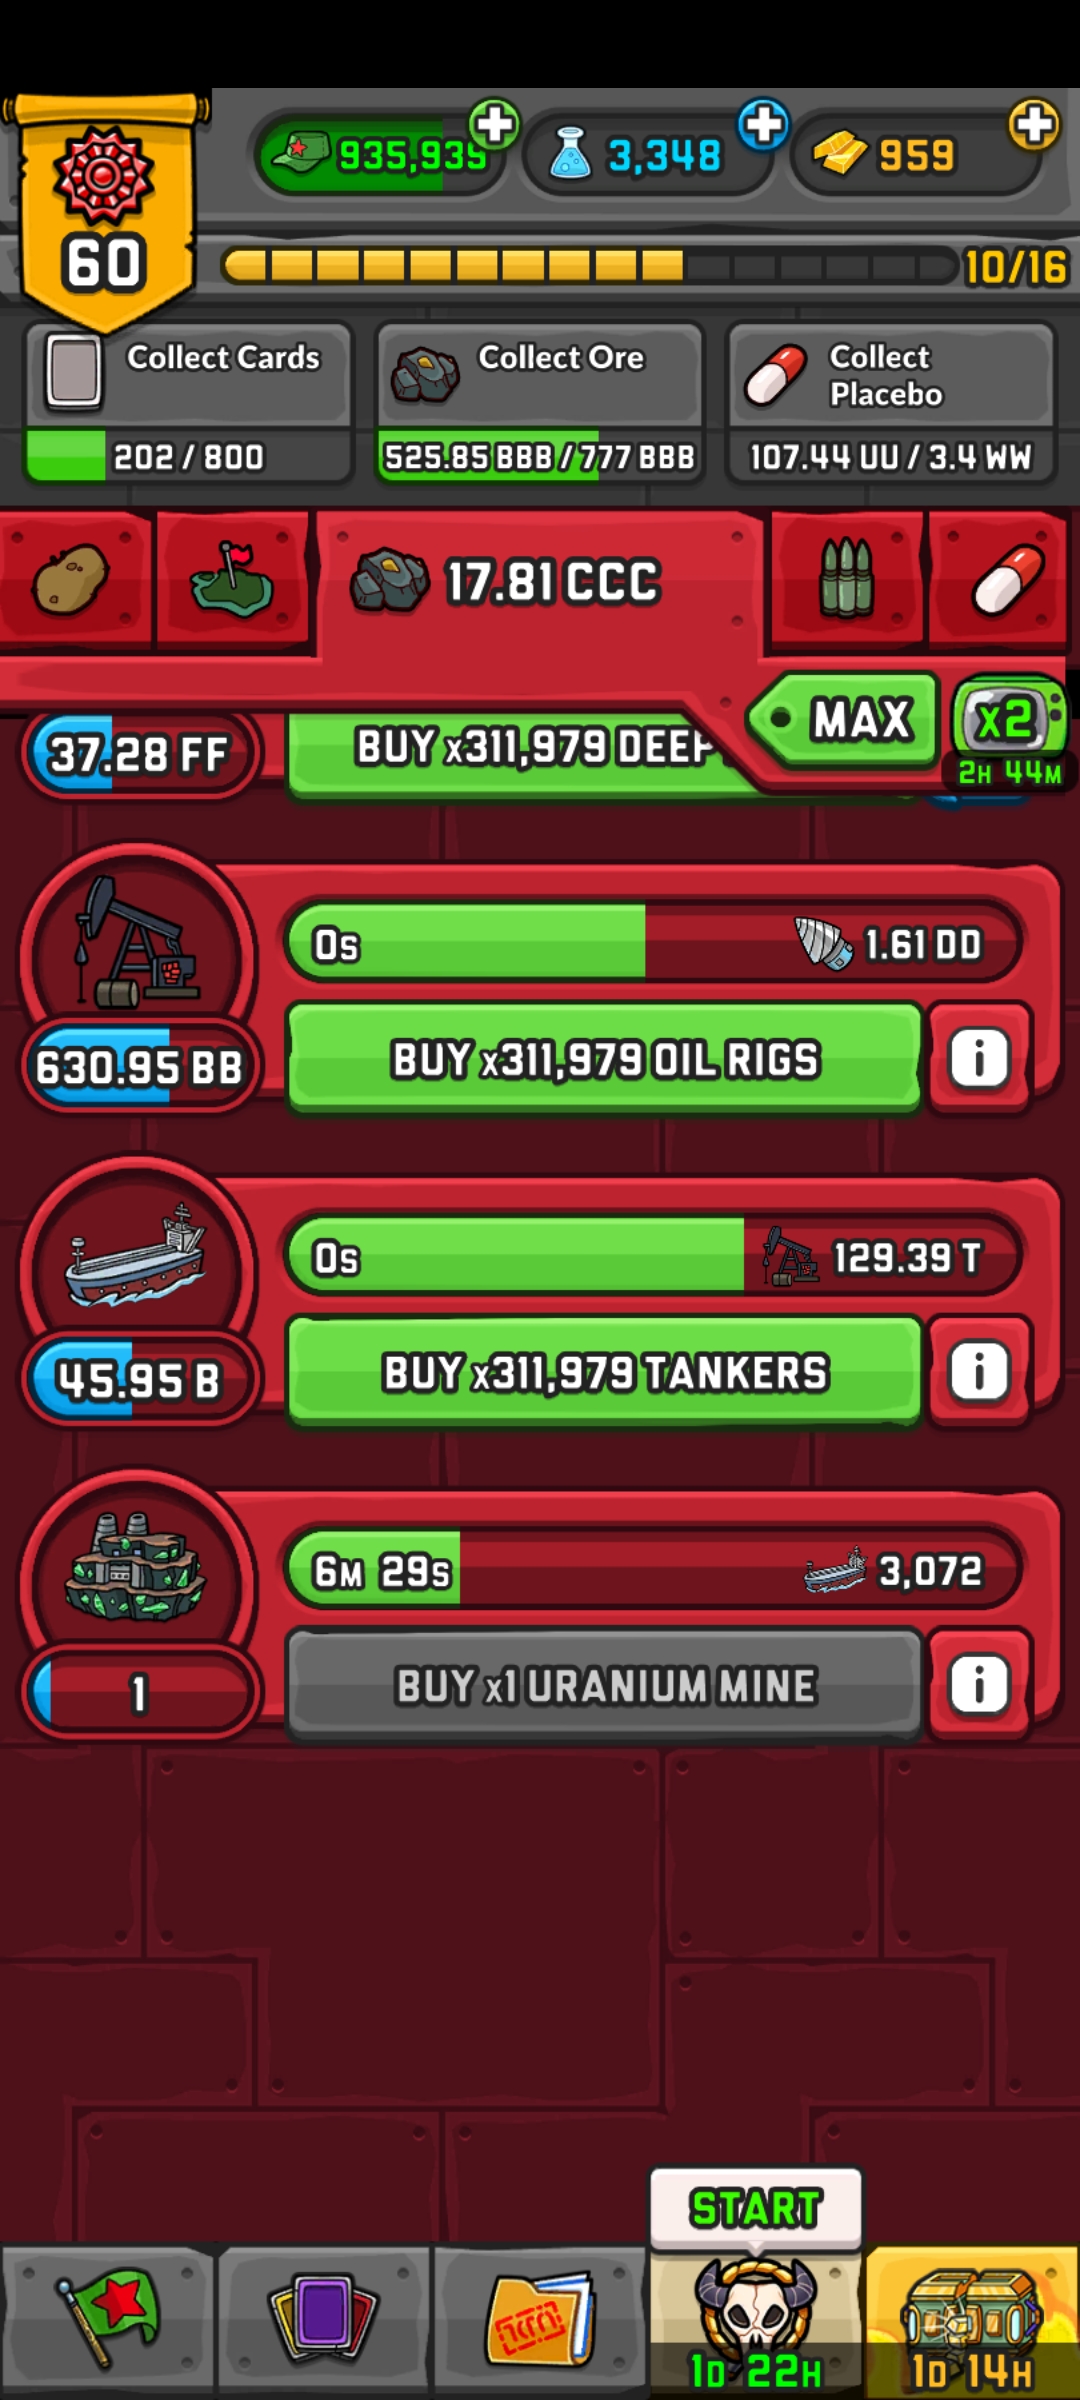 935,939
3,348
959
60
10/16
Collect Cards
202 / 800
Collect Ore
525.85 BBB / 777 BBB
Collect
Placebo
107.44 UU / 3.4 WW
17.81 CCC
MAX
x2
2H 44M
37.28 FF
BUY x311,979 DEEP
0s
1.61 DD
630.95 BB
BUY x311,979 OIL RIGS
i
0s
129.39 T
45.95 B
BUY x311,979 TANKERS
i
6M 29s
3,072
1
BUY x1 URANIUM MINE
i
START
1D 22H
1D 14H